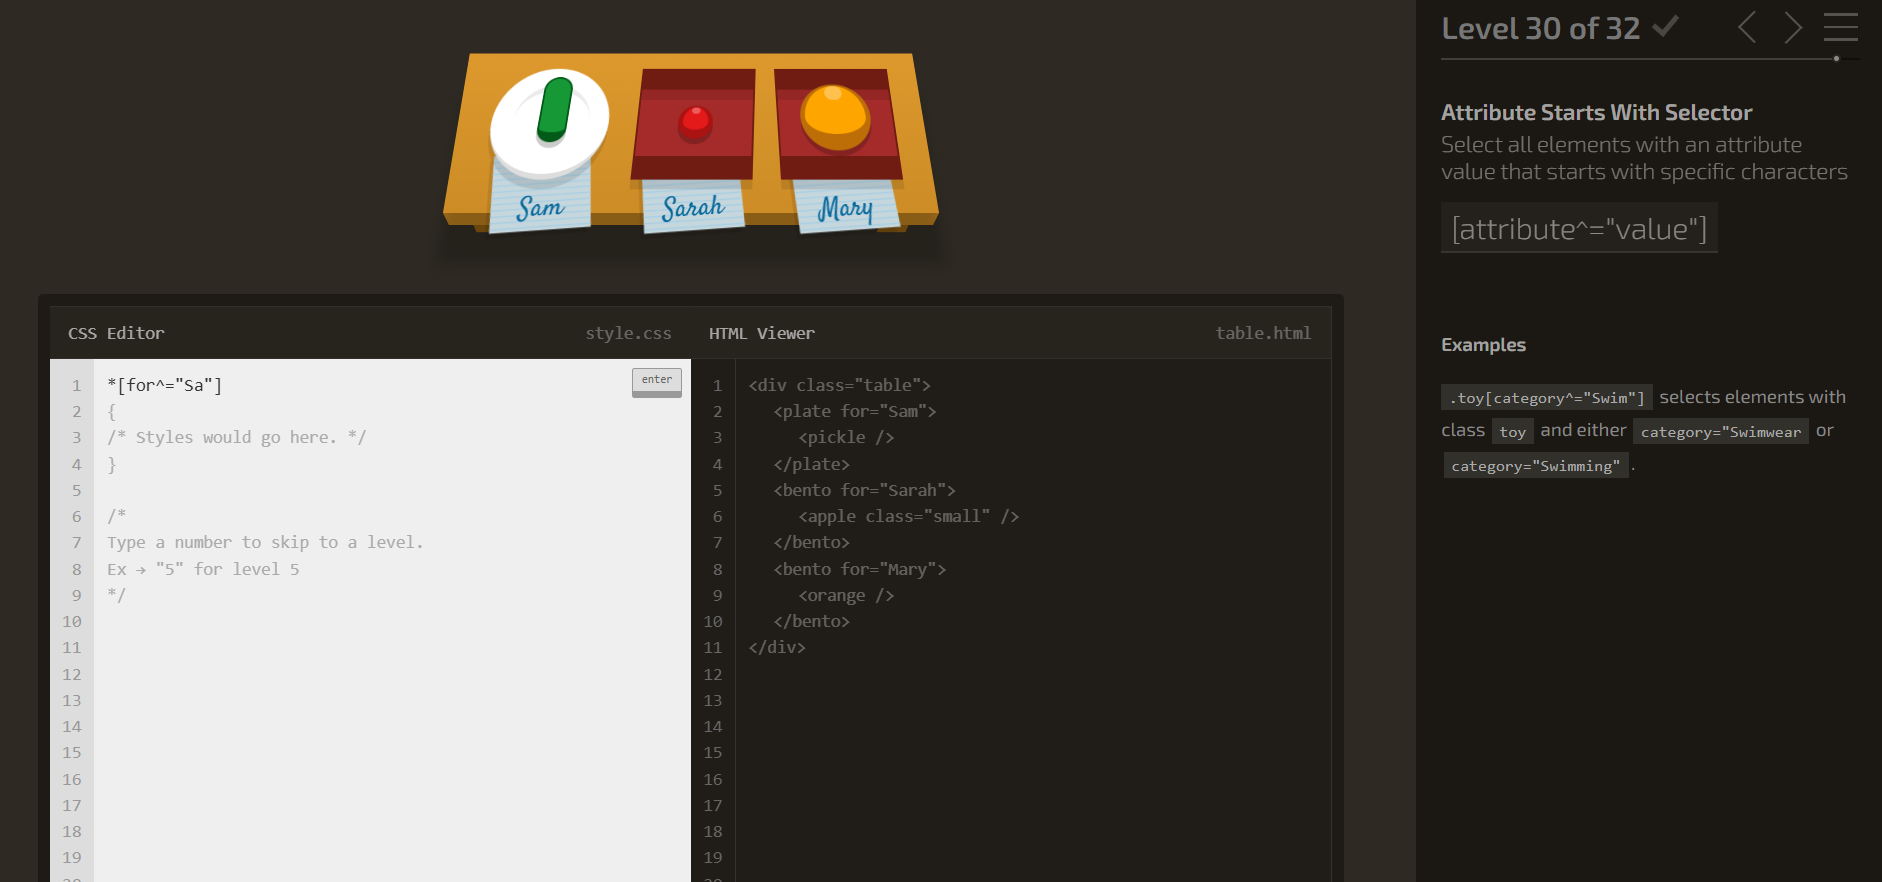 Sam
Sarah
Mary
CSS Editor style.css
1 *[for^="Sa"] enter
2 {
3 /* Styles would go here. */
4 }
5
6 /*
7 Type a number to skip to a level.
8 Ex → "5" for level 5
9 */
10
11
12
13
14
15
16
17
18
19
HTML Viewer table.html
1 <div class="table">
2 <plate for="Sam">
3 <pickle />
4 </plate>
5 <bento for="Sarah">
6 <apple class="small" />
7 </bento>
8 <bento for="Mary">
9 <orange />
10 </bento>
11 </div>
12
13
14
15
16
17
18
19
Level 30 of 32
Attribute Starts With Selector
Select all elements with an attribute
value that starts with specific characters
[attribute^="value"]
Examples
.toy[category^="Swim"] selects elements with
class toy and either category="Swimwear or
category="Swimming" .